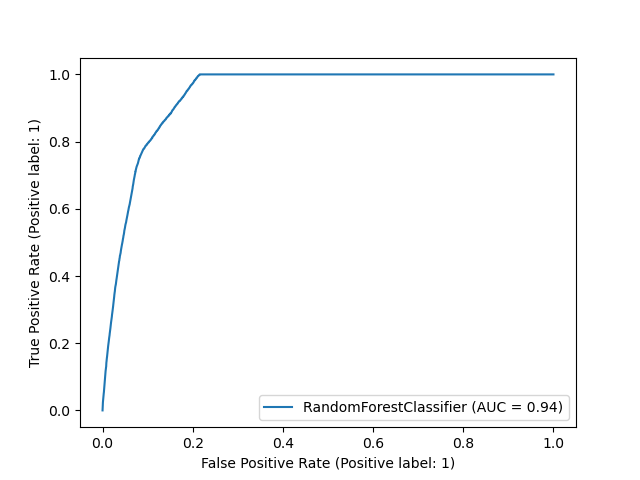 1.0
0.8
0.6
0.4
0.2
0.0
True Positive Rate (Positive label: 1)
RandomForestClassifier (AUC = 0.94)
0.0 0.2 0.4 0.6 0.8 1.0
False Positive Rate (Positive label: 1)